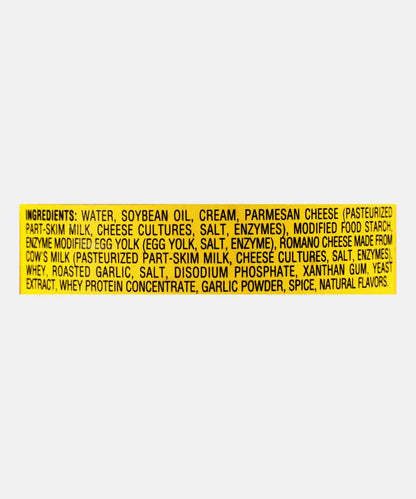 INGREDIENTS: WATER, SOYBEAN OIL, CREAM, PARMESAN CHEESE (PASTEURIZED
PART-SKIM MILK, CHEESE CULTURES, SALT, ENZYMES), MODIFIED FOOD STARCH,
ENZYME MODIFIED EGG YOLK (EGG YOLK, SALT, ENZYME), ROMANO CHEESE MADE FROM
COW'S MILK (PASTEURIZED PART-SKIM MILK, CHEESE CULTURES, SALT, ENZYMES),
WHEY, ROASTED GARLIC, SALT, DISODIUM PHOSPHATE, XANTHAN GUM, YEAST
EXTRACT, WHEY PROTEIN CONCENTRATE, GARLIC POWDER, SPICE, NATURAL FLAVORS.